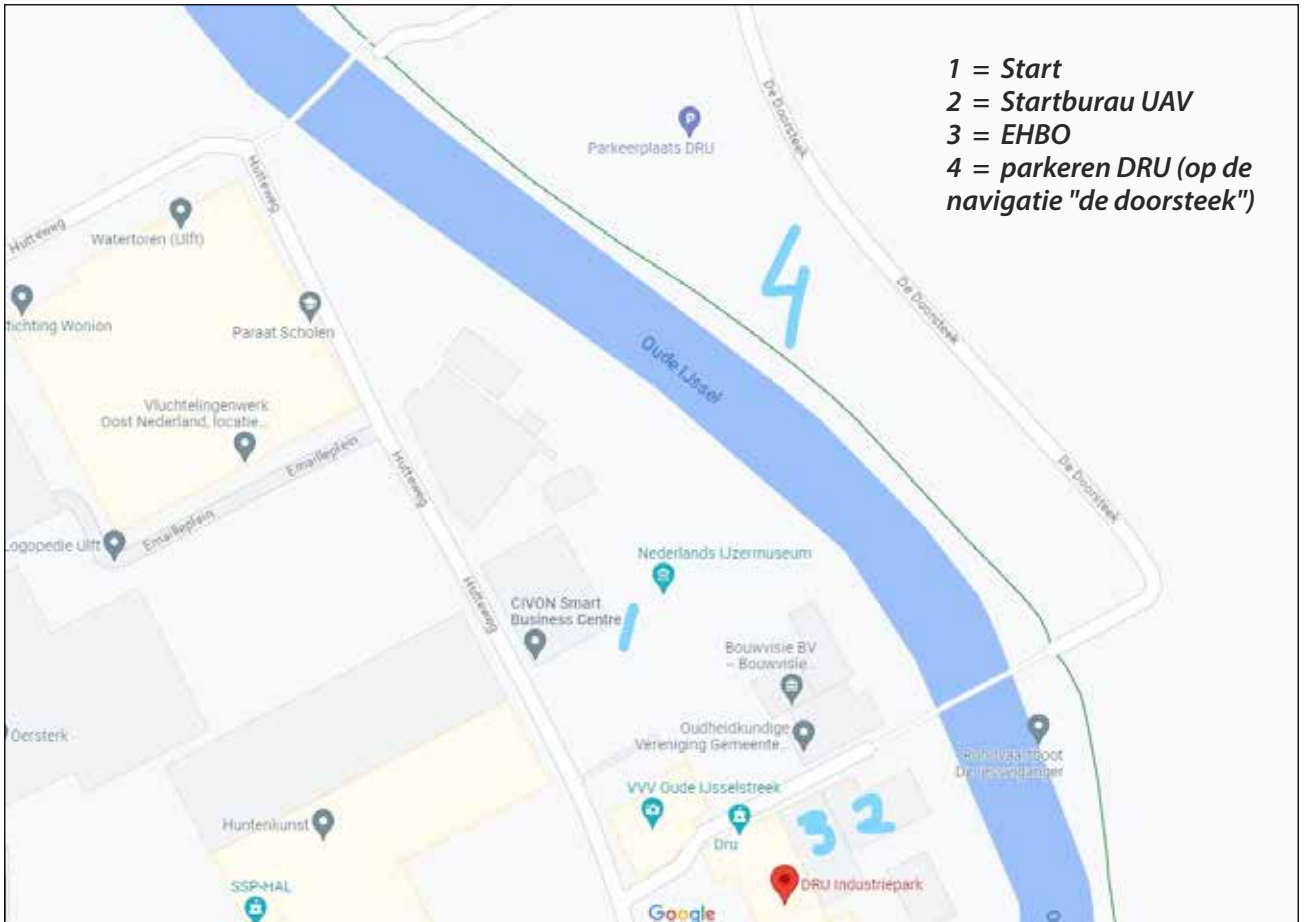 1 = Start
2 = Startburau UAV
3 = EHBO
4 = parkeren DRU (op de
navigatie "de doorsteek")
De Doorsteek
Parkeerplaats DRU
Hutteweg
Hutteweg
Watertoren (Ulft)
De Doorsteek
tichting Wonion
Paraat Scholen
4
Oude IJssel
Vluchtelingenwerk
Oost Nederland, locatie...
Emailleplein
Hutteweg
De Doorsteek
Logopedie Ulft
Emailleplein
Nederlands IJzermuseum
Hutteweg
CIVON Smart
Business Centre
1
Bouwvisie BV
– Bouwvisie...
Oudheidkundige
Vereniging Gemeente...
Oersterk
VVV Oude IJsselstreek
Huntenkunst
Dru
3
2
SSP-HAL
DRU Industriepark
Google